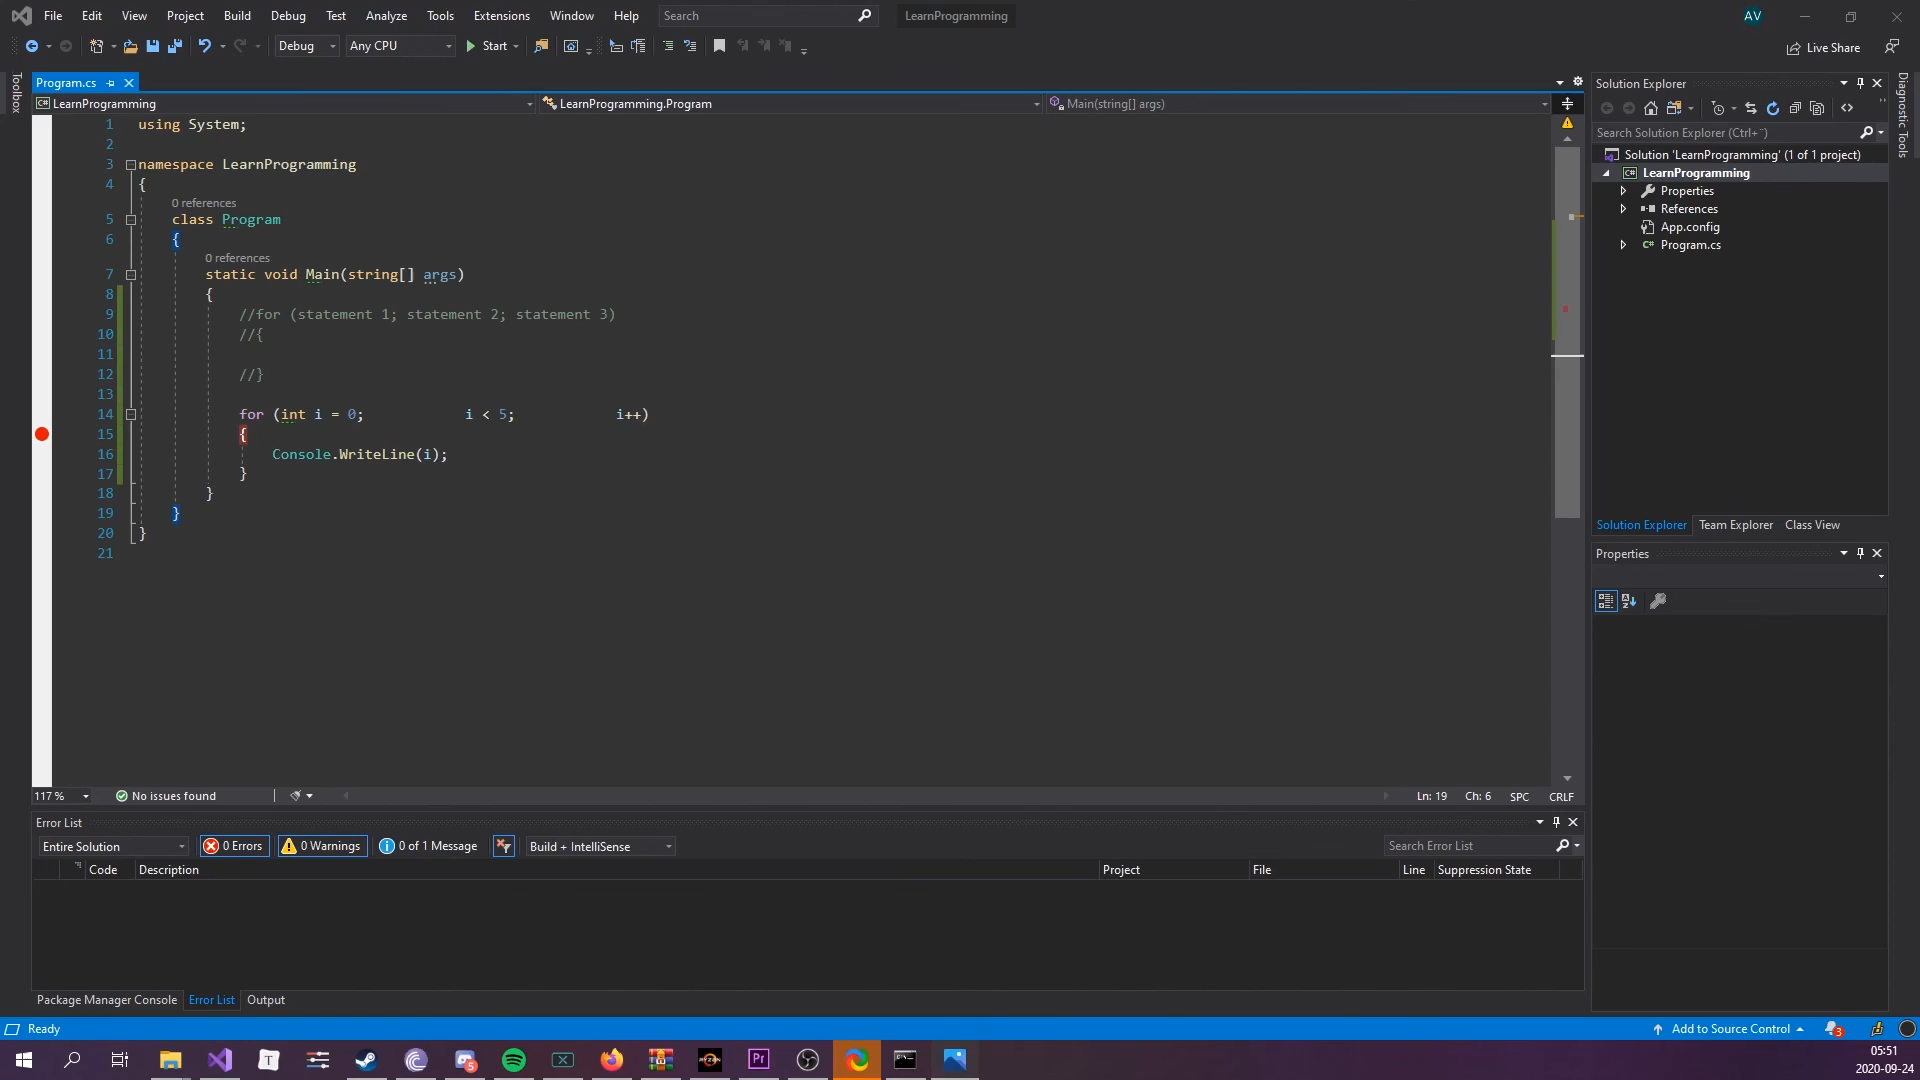 File Edit View Project Build Debug Test Analyze Tools Extensions Window Help Search LearnProgramming AV
Debug Any CPU Start Live Share
Toolbox
Program.cs
LearnProgramming LearnProgramming.Program Main(string[] args)
1 using System;
2
3 namespace LearnProgramming
4 {
0 references
5 class Program
6 {
0 references
7 static void Main(string[] args)
8 {
9 //for (statement 1; statement 2; statement 3)
10 //{
11
12 //}
13
14 for (int i = 0; i < 5; i++)
15 {
16 Console.WriteLine(i);
17 }
18 }
19 }
20 }
21
117 % No issues found Ln: 19 Ch: 6 SPC CRLF
Error List
Entire Solution 0 Errors 0 Warnings 0 of 1 Message Build + IntelliSense Search Error List
Code Description Project File Line Suppression State
Package Manager Console Error List Output
Solution Explorer
Search Solution Explorer (Ctrl+¨)
Solution 'LearnProgramming' (1 of 1 project)
C# LearnProgramming
Properties
References
App.config
C# Program.cs
Solution Explorer Team Explorer Class View
Properties
Diagnostic Tools
Ready Add to Source Control 3
T 5 RYZEN Pr
05:51
2020-09-24